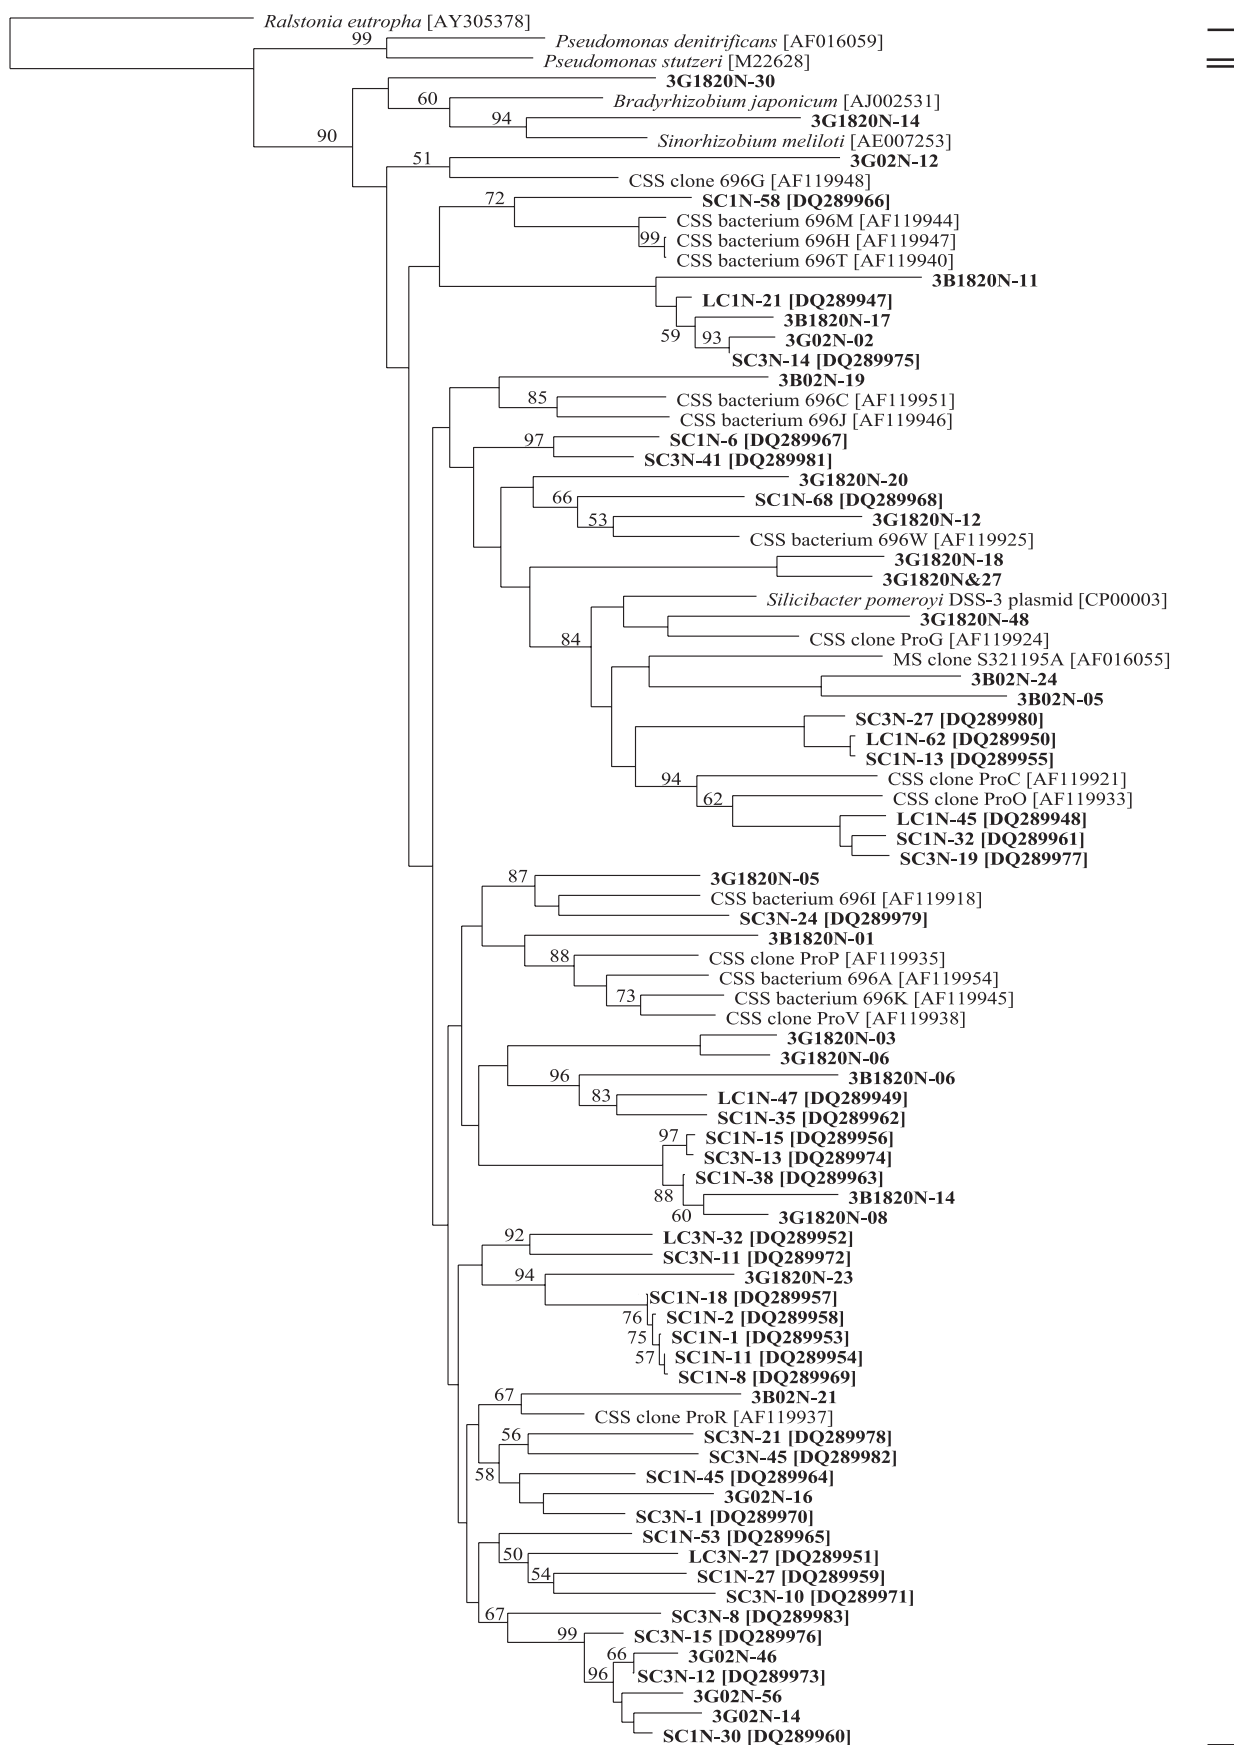 Ralstonia eutropha [AY305378]
99 Pseudomonas denitrificans [AF016059]
Pseudomonas stutzeri [M22628]
3G1820N-30
60 Bradyrhizobium japonicum [AJ002531]
94 3G1820N-14
90 Sinorhizobium meliloti [AE007253]
51 3G02N-12
CSS clone 696G [AF119948]
72 SC1N-58 [DQ289966]
CSS bacterium 696M [AF119944]
99 CSS bacterium 696H [AF119947]
CSS bacterium 696T [AF119940]
3B1820N-11
LC1N-21 [DQ289947]
3B1820N-17
59 93 3G02N-02
SC3N-14 [DQ289975]
3B02N-19
85 CSS bacterium 696C [AF119951]
CSS bacterium 696J [AF119946]
97 SC1N-6 [DQ289967]
SC3N-41 [DQ289981]
3G1820N-20
66 SC1N-68 [DQ289968]
53 3G1820N-12
CSS bacterium 696W [AF119925]
3G1820N-18
3G1820N&27
Silicibacter pomeroyi DSS-3 plasmid [CP00003]
3G1820N-48
84 CSS clone ProG [AF119924]
MS clone S321195A [AF016055]
3B02N-24
3B02N-05
SC3N-27 [DQ289980]
LC1N-62 [DQ289950]
SC1N-13 [DQ289955]
94 CSS clone ProC [AF119921]
62 CSS clone ProO [AF119933]
LC1N-45 [DQ289948]
SC1N-32 [DQ289961]
SC3N-19 [DQ289977]
87 3G1820N-05
CSS bacterium 696I [AF119918]
SC3N-24 [DQ289979]
3B1820N-01
88 CSS clone ProP [AF119935]
CSS bacterium 696A [AF119954]
73 CSS bacterium 696K [AF119945]
CSS clone ProV [AF119938]
3G1820N-03
3G1820N-06
96 3B1820N-06
83 LC1N-47 [DQ289949]
SC1N-35 [DQ289962]
97 SC1N-15 [DQ289956]
SC3N-13 [DQ289974]
SC1N-38 [DQ289963]
88 3B1820N-14
60 3G1820N-08
92 LC3N-32 [DQ289952]
SC3N-11 [DQ289972]
94 3G1820N-23
SC1N-18 [DQ289957]
76 SC1N-2 [DQ289958]
75 SC1N-1 [DQ289953]
57 SC1N-11 [DQ289954]
SC1N-8 [DQ289969]
67 3B02N-21
CSS clone ProR [AF119937]
56 SC3N-21 [DQ289978]
SC3N-45 [DQ289982]
58 SC1N-45 [DQ289964]
3G02N-16
SC3N-1 [DQ289970]
SC1N-53 [DQ289965]
50 LC3N-27 [DQ289951]
54 SC1N-27 [DQ289959]
SC3N-10 [DQ289971]
67 SC3N-8 [DQ289983]
99 SC3N-15 [DQ289976]
66 3G02N-46
96 SC3N-12 [DQ289973]
3G02N-56
3G02N-14
SC1N-30 [DQ289960]